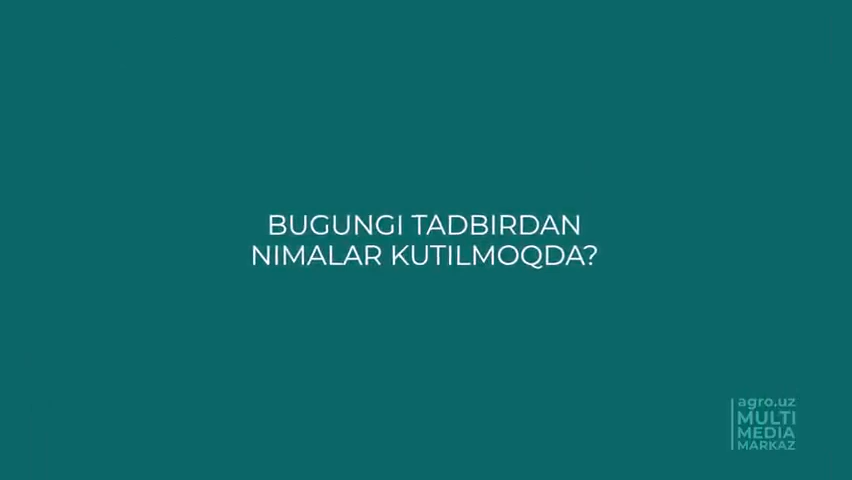 BUGUNGI TADBIRDAN
NIMALAR KUTILMOQDA?
agro.uz
MULTI
MEDIA
MARKAZ